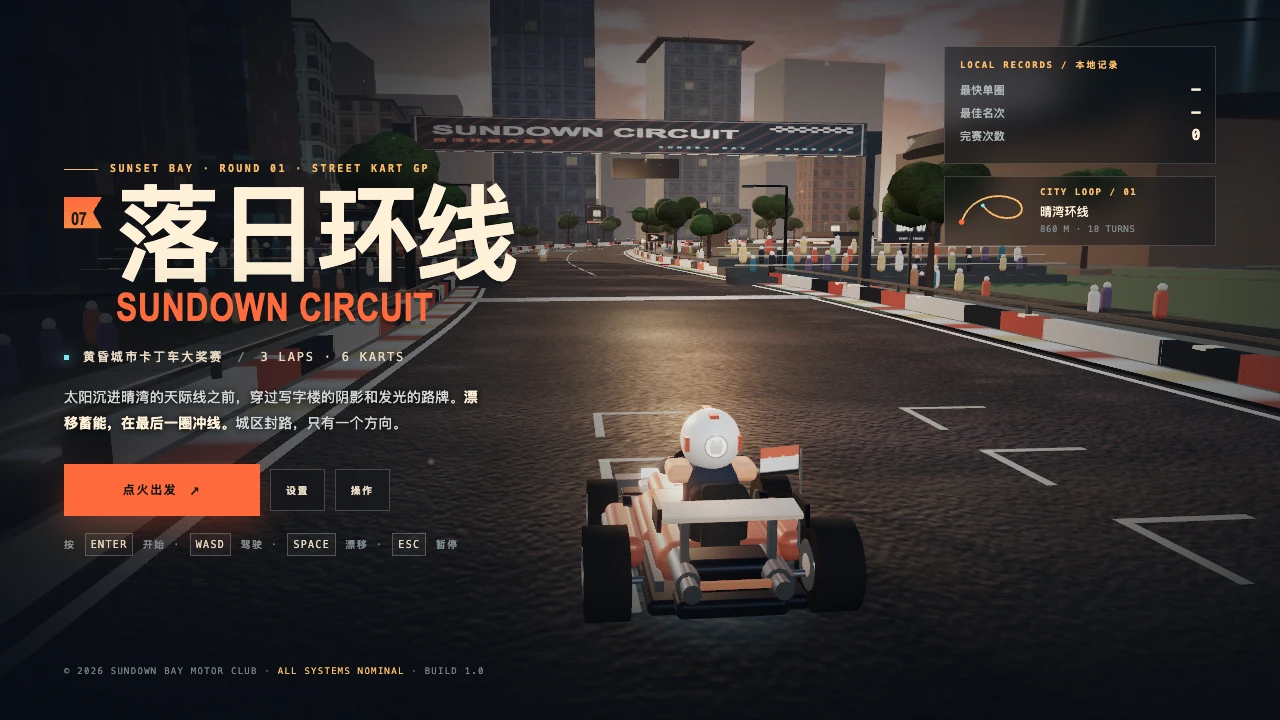 SUNSET BAY · ROUND 01 · STREET KART GP
07
落日环线
SUNDOWN CIRCUIT
黄昏城市卡丁车大奖赛 / 3 LAPS · 6 KARTS
太阳沉进晴湾的天际线之前，穿过写字楼的阴影和发光的路牌。漂
移蓄能，在最后一圈冲线。城区封路，只有一个方向。
点火出发 ↗
设置
操作
按 ENTER 开始 · WASD 驾驶 · SPACE 漂移 · ESC 暂停
© 2026 SUNDOWN BAY MOTOR CLUB · ALL SYSTEMS NOMINAL · BUILD 1.0
SUNDOWN CIRCUIT
SUNSET BAY ROUND 01
LOCAL RECORDS / 本地记录
最快单圈 —
最佳名次 —
完赛次数 0
CITY LOOP / 01
晴湾环线
860 M · 18 TURNS